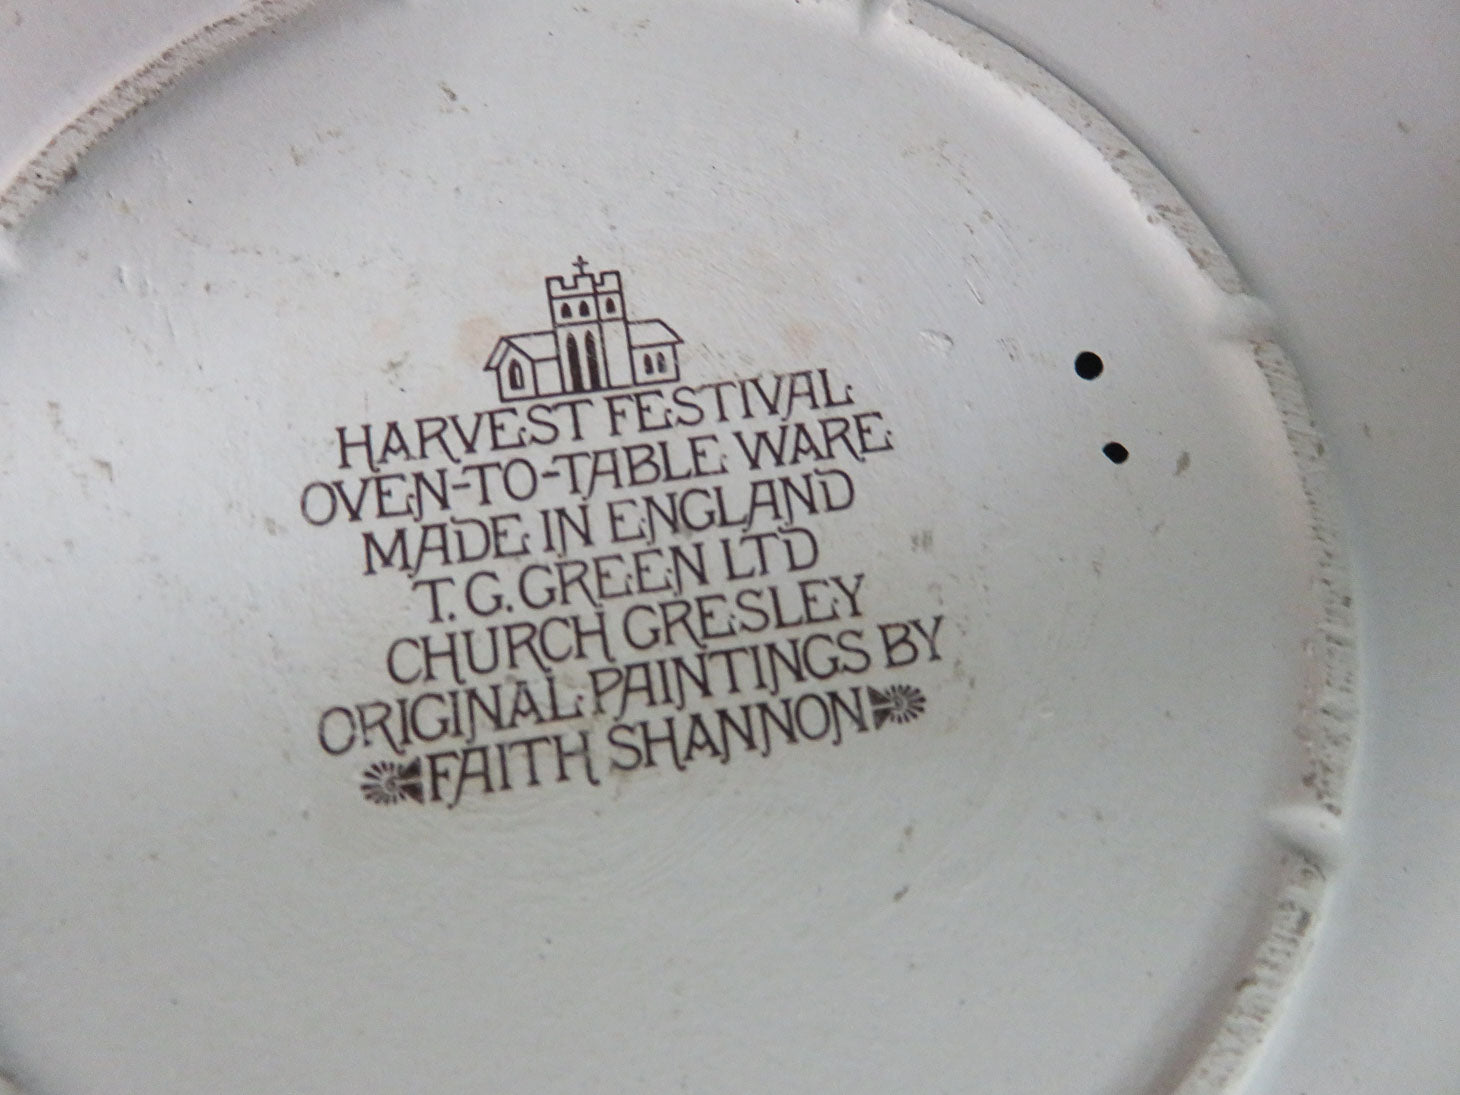 HARVEST FESTIVAL
OVEN-TO-TABLE WARE
MADE IN ENGLAND
T.G.GREEN LTD
CHURCH GRESLEY
ORIGINAL PAINTINGS BY
FAITH SHANNON